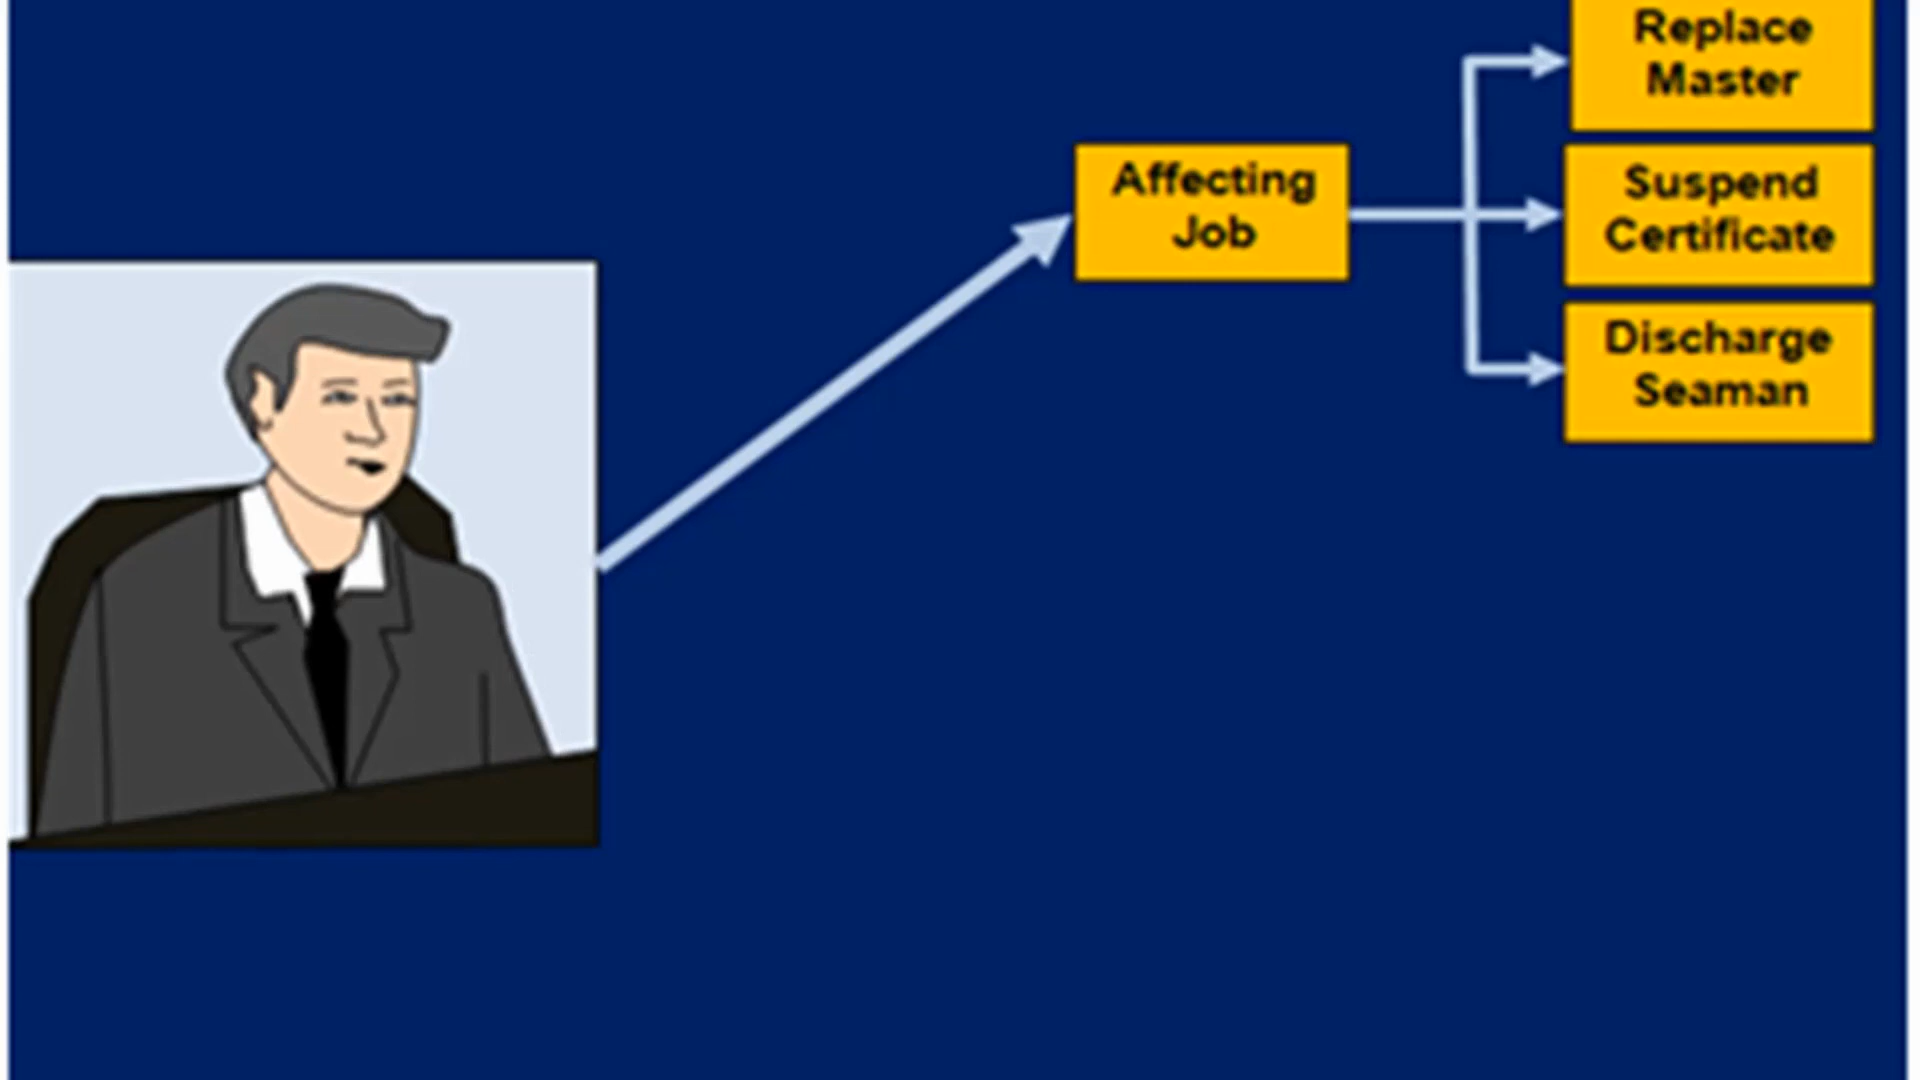 Replace
Master
Affecting
Job
Suspend
Certificate
Discharge
Seaman